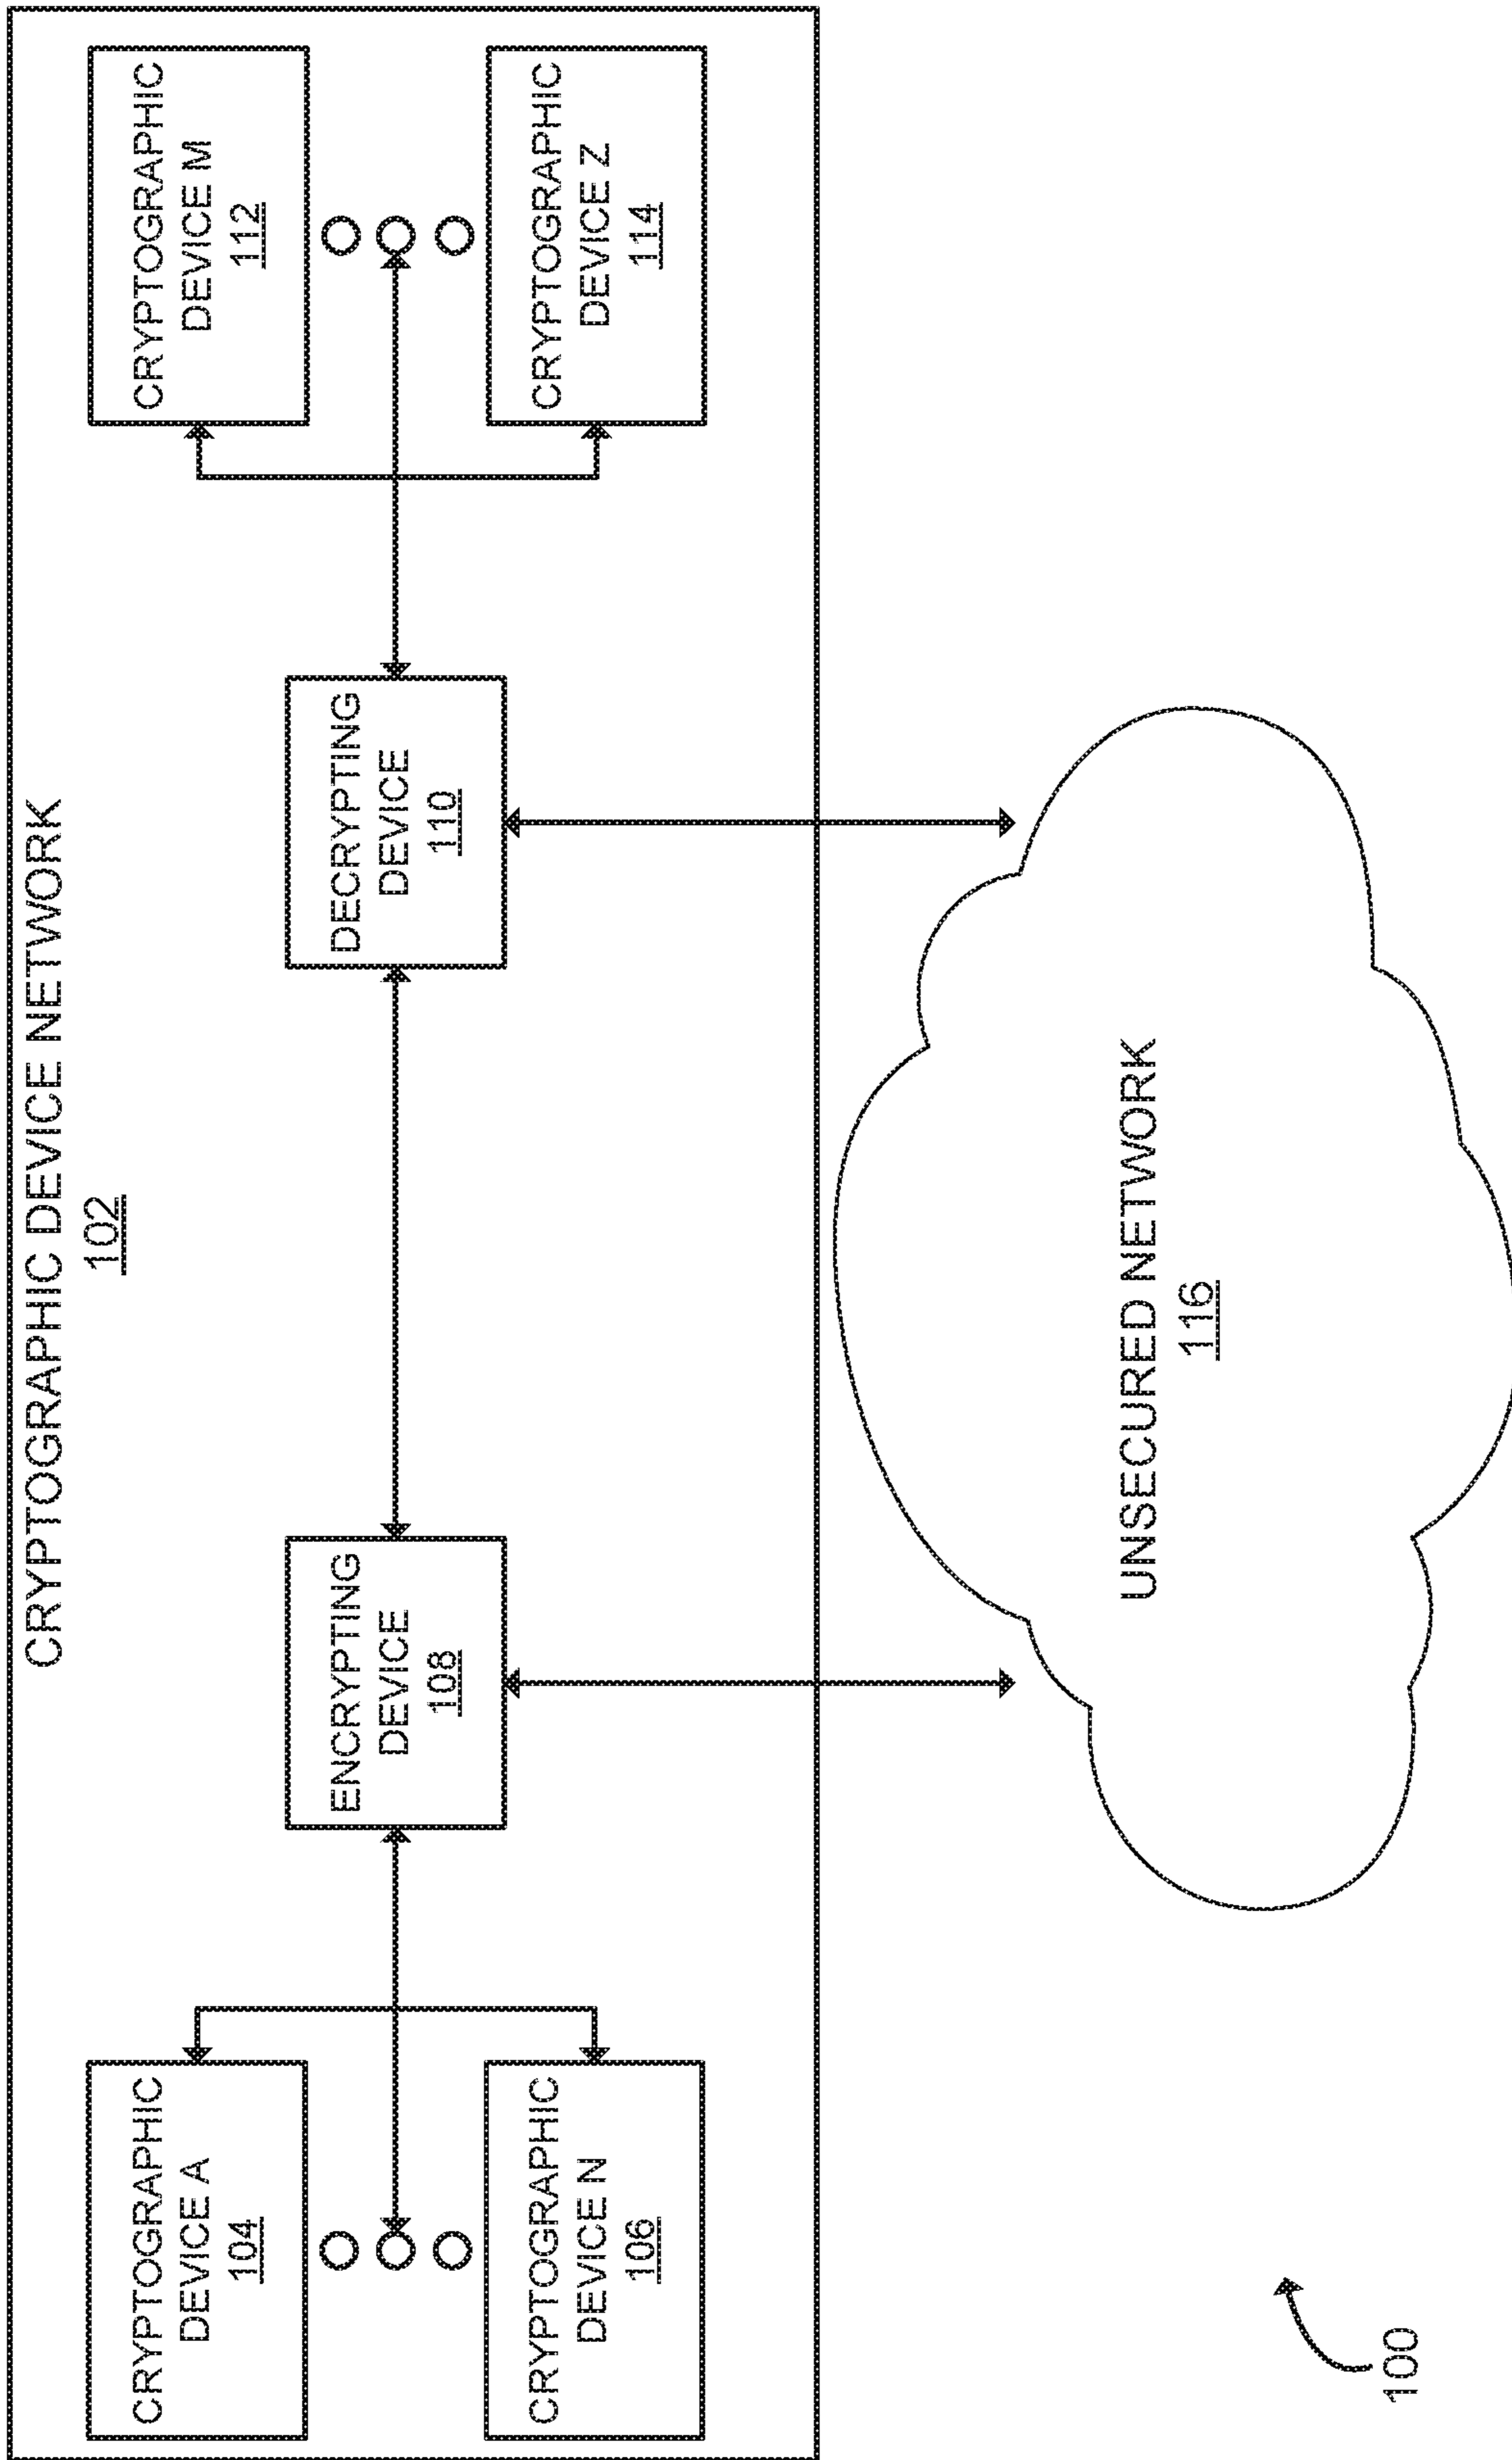 CRYPTOGRAPHIC DEVICE NETWORK
102
CRYPTOGRAPHIC
DEVICE A
104
CRYPTOGRAPHIC
DEVICE N
106
ENCRYPTING
DEVICE
108
DECRYPTING
DEVICE
110
CRYPTOGRAPHIC
DEVICE M
112
CRYPTOGRAPHIC
DEVICE Z
114
UNSECURED NETWORK
116
100